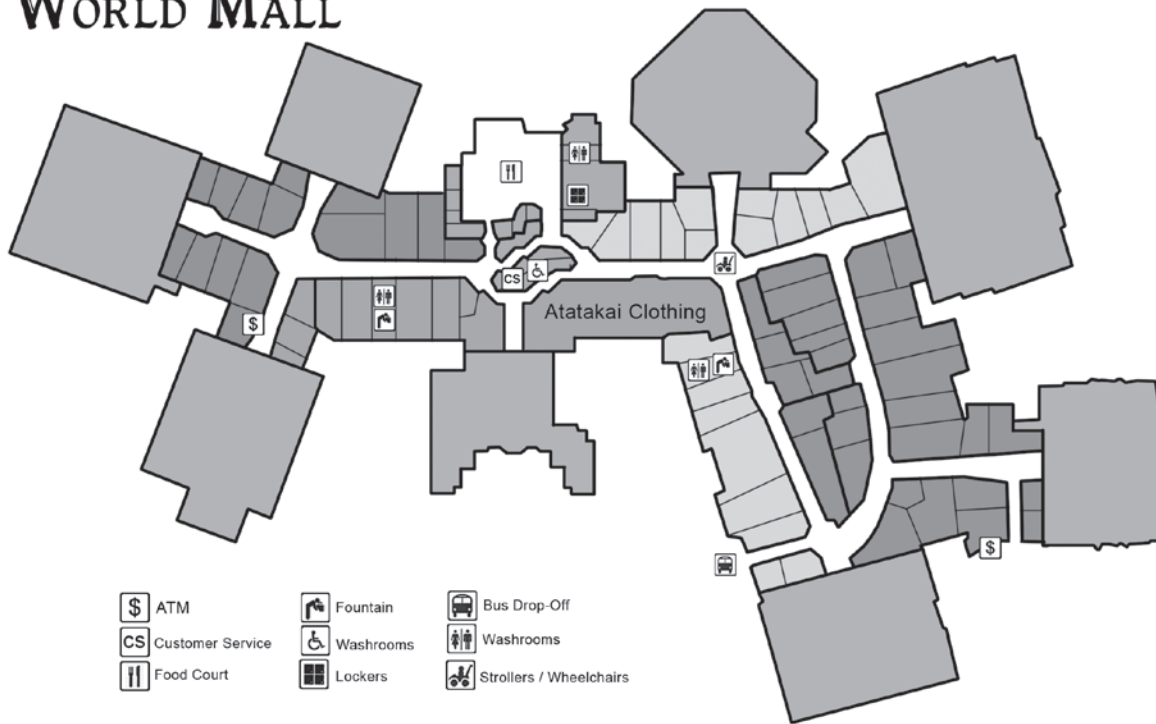 WORLD MALL
CS
Atatakai Clothing
$
$
$ ATM
Fountain
Bus Drop-Off
CS Customer Service
Washrooms
Washrooms
Food Court
Lockers
Strollers / Wheelchairs